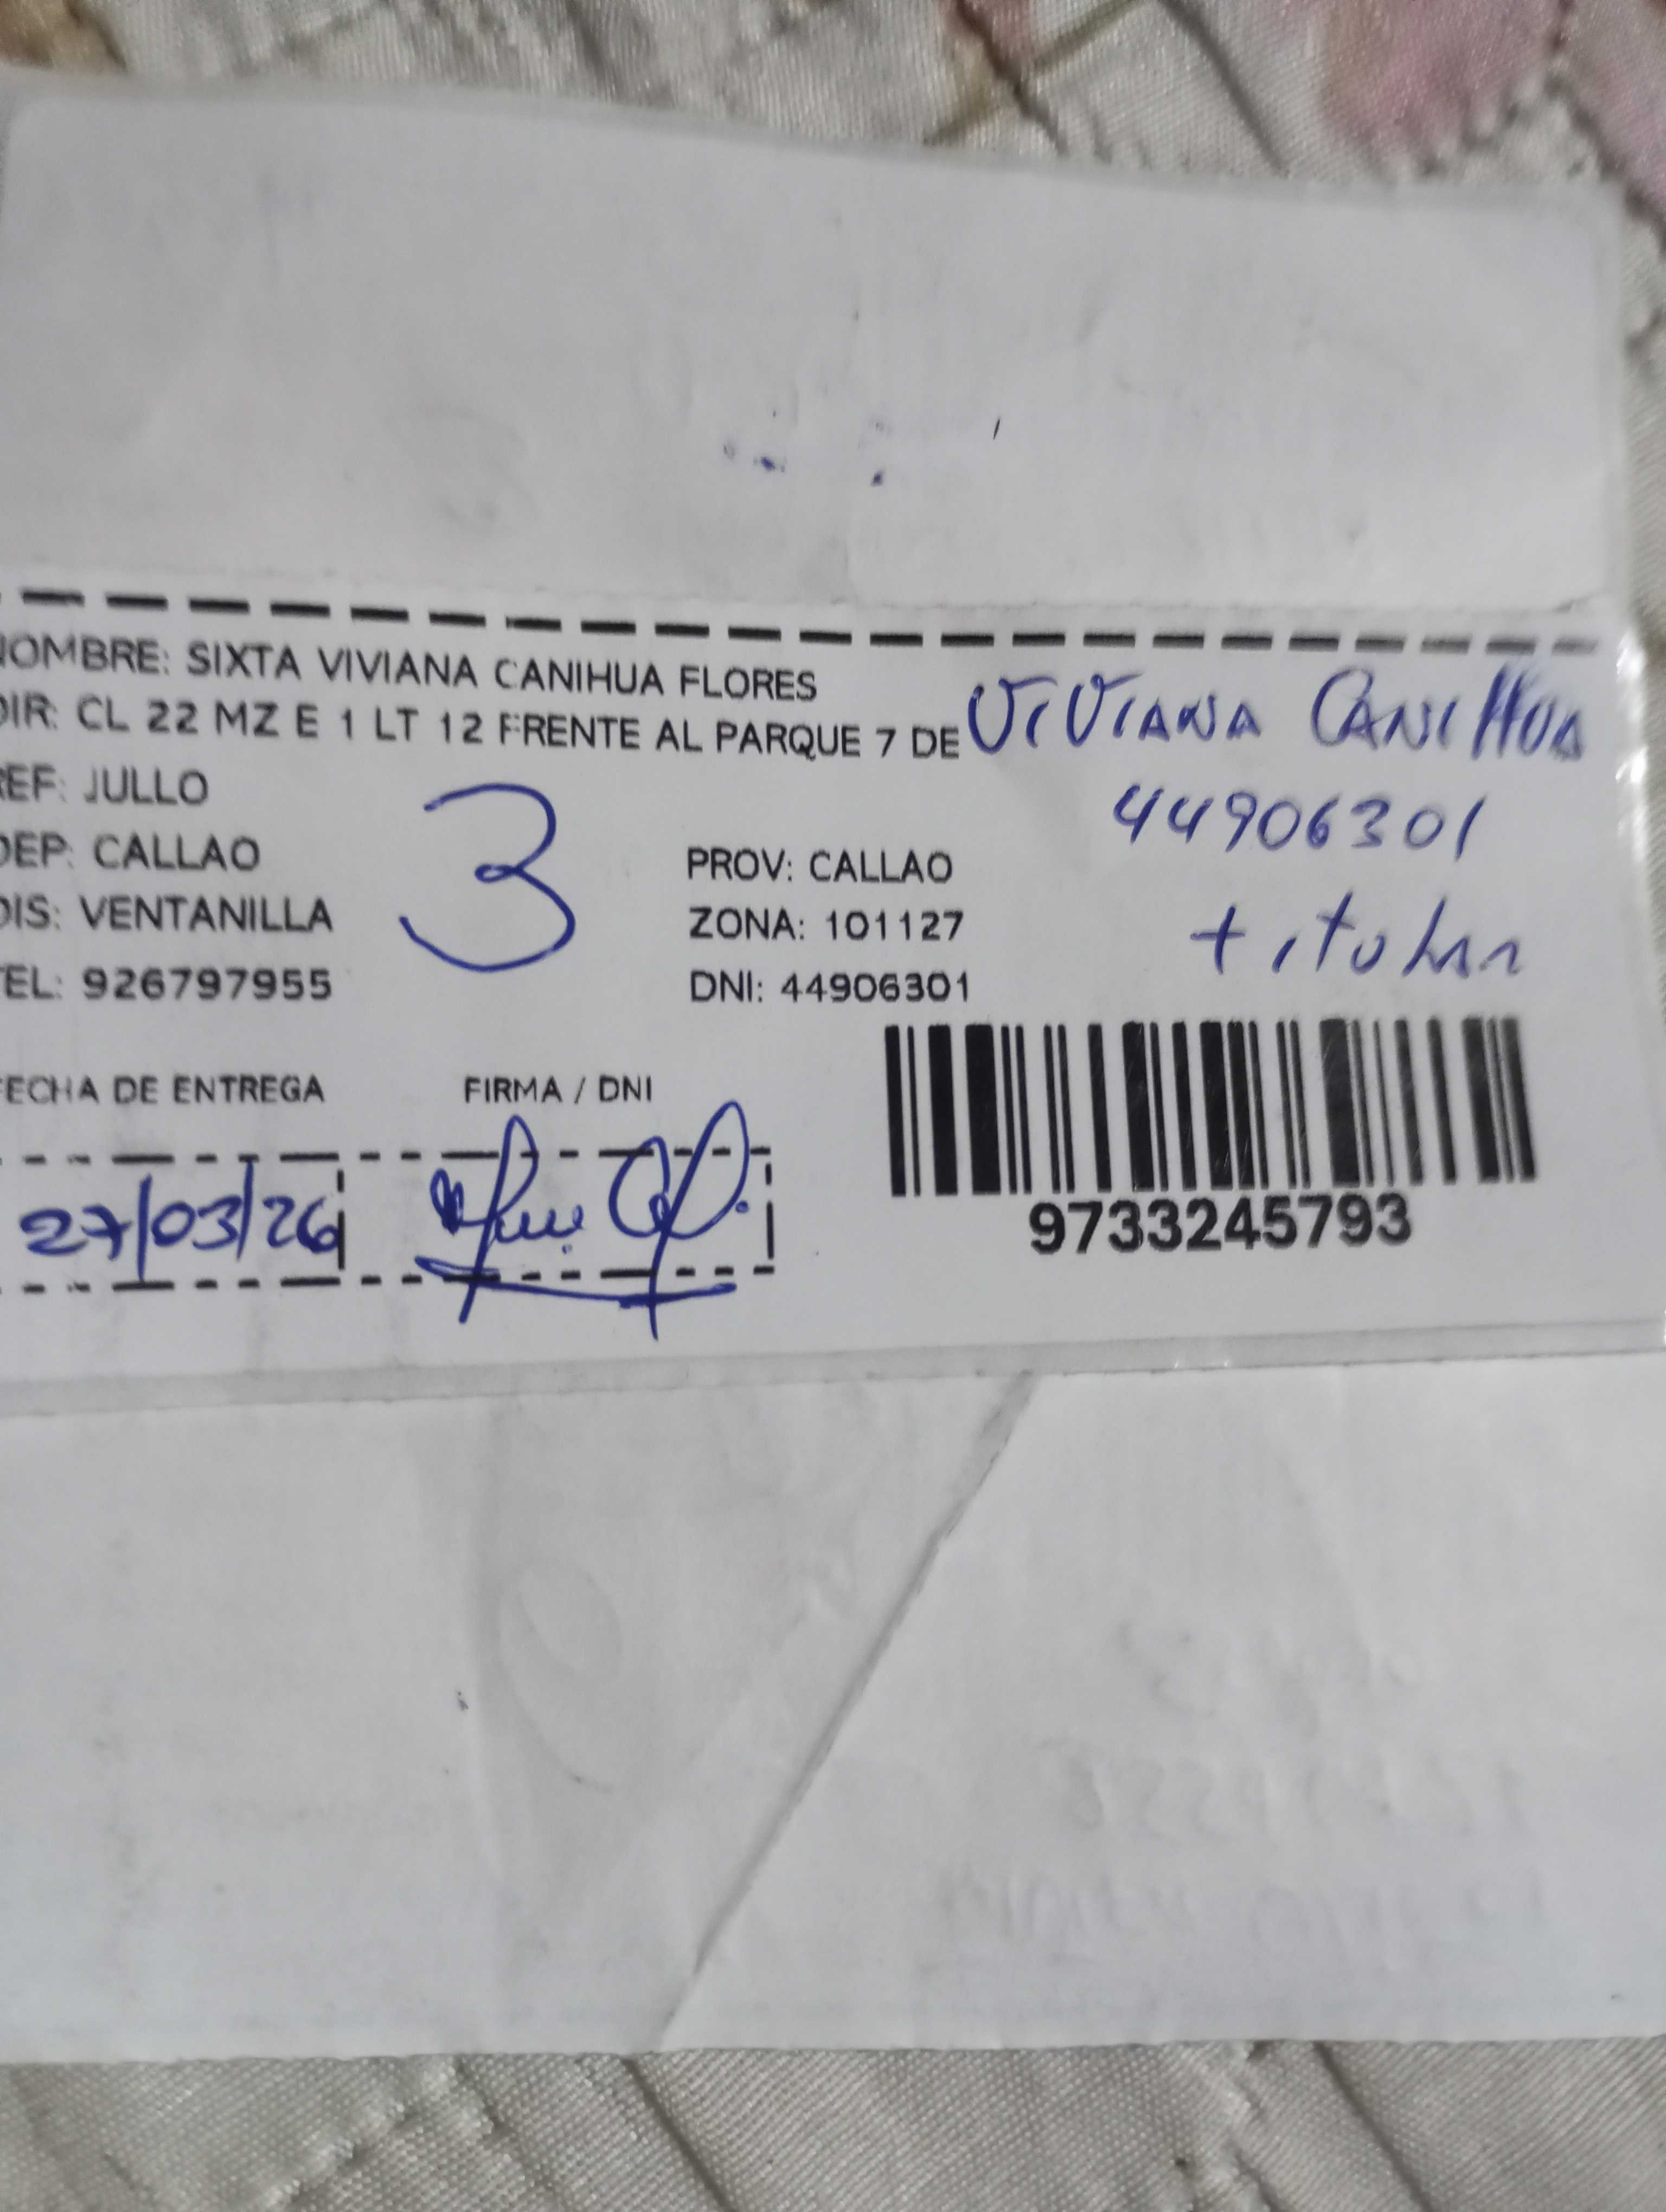 NOMBRE: SIXTA VIVIANA CANIHUA FLORES
DIR: CL 22 MZ E 1 LT 12 FRENTE AL PARQUE 7 DE
VIVIANA CANIHUA
REF: JULLO
44906301
DEP: CALLAO
3
PROV: CALLAO
titular
DIS: VENTANILLA
ZONA: 101127
TEL: 926797955
DNI: 44906301
FECHA DE ENTREGA
FIRMA / DNI
27/03/26
9733245793